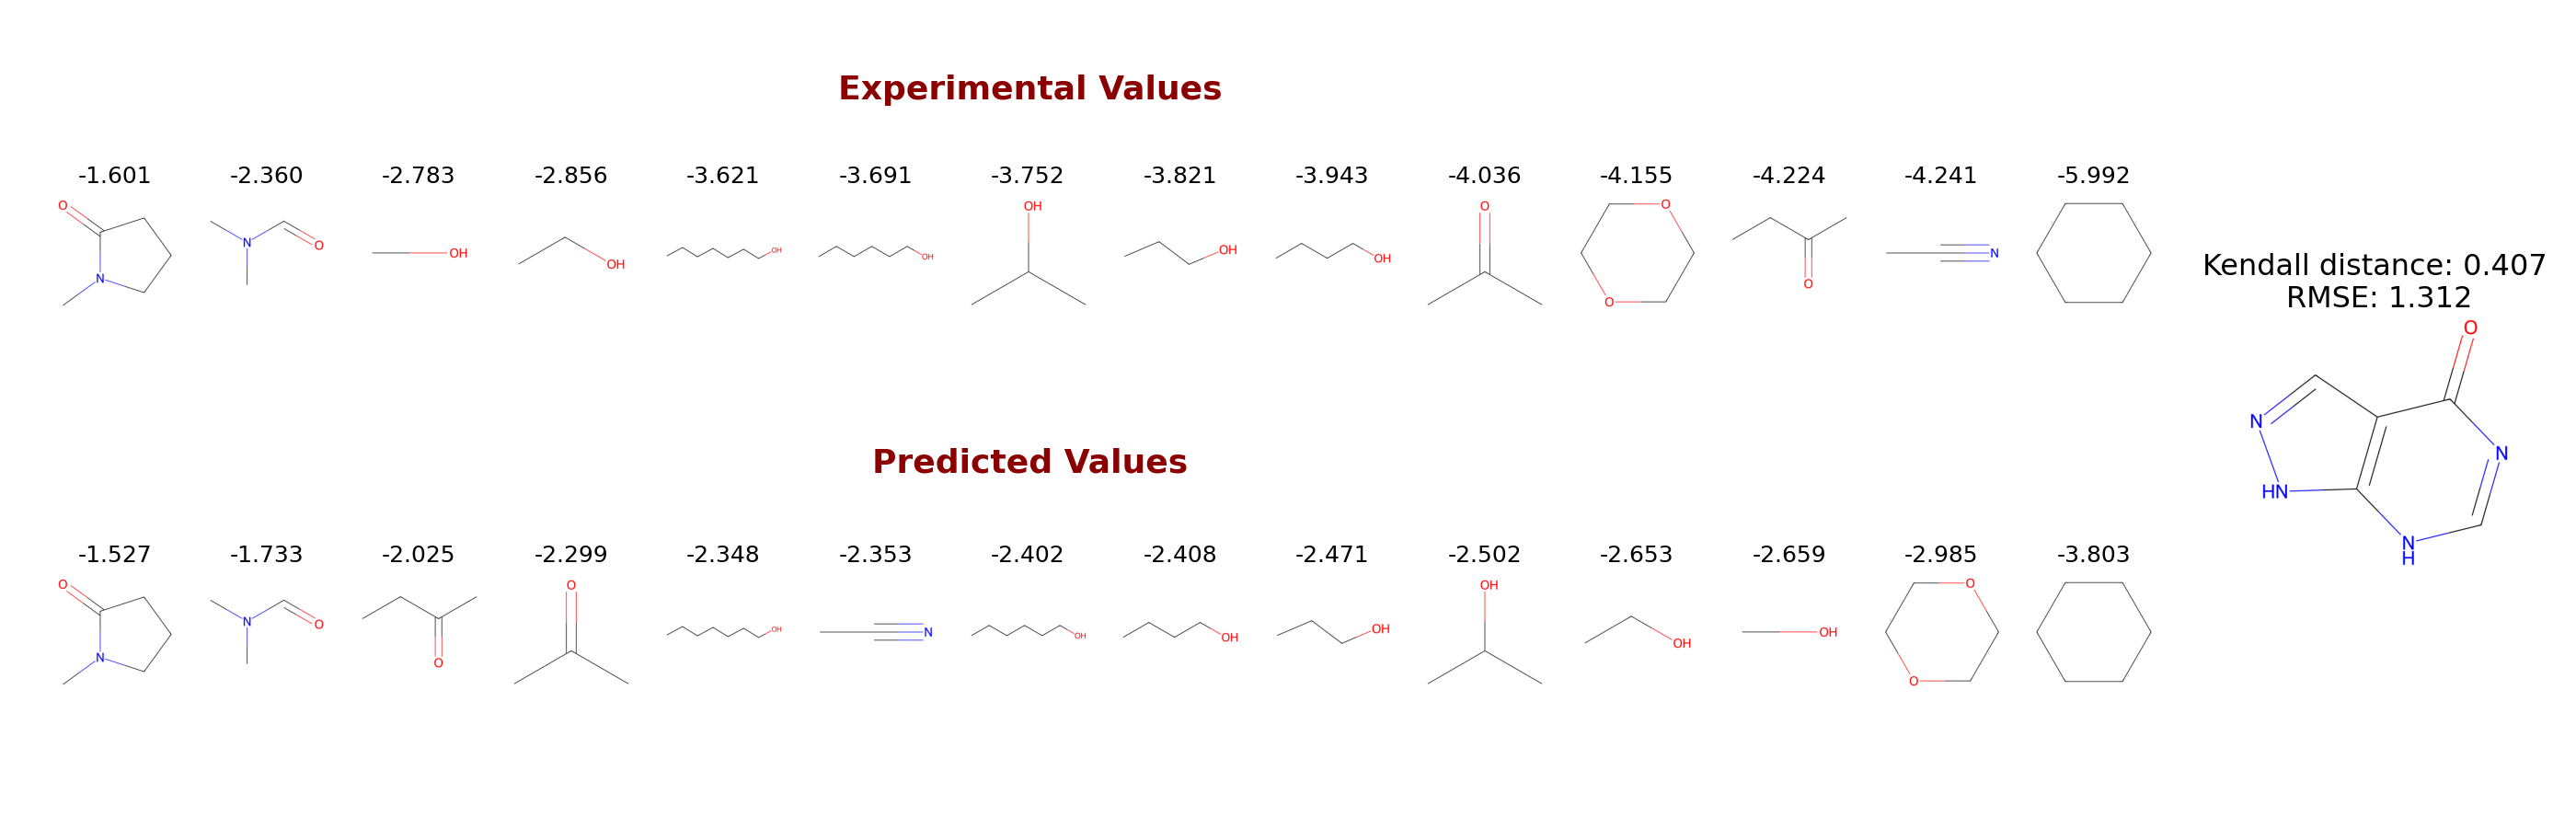 Experimental Values
-1.601 -2.360 -2.783 -2.856 -3.621 -3.691 -3.752 -3.821 -3.943 -4.036 -4.155 -4.224 -4.241 -5.992
O N N O OH OH OH OH OH OH OH O O O O N
Kendall distance: 0.407
RMSE: 1.312
O N N HN N H
Predicted Values
-1.527 -1.733 -2.025 -2.299 -2.348 -2.353 -2.402 -2.408 -2.471 -2.502 -2.653 -2.659 -2.985 -3.803
O N N O O O OH N OH OH OH OH OH OH O O